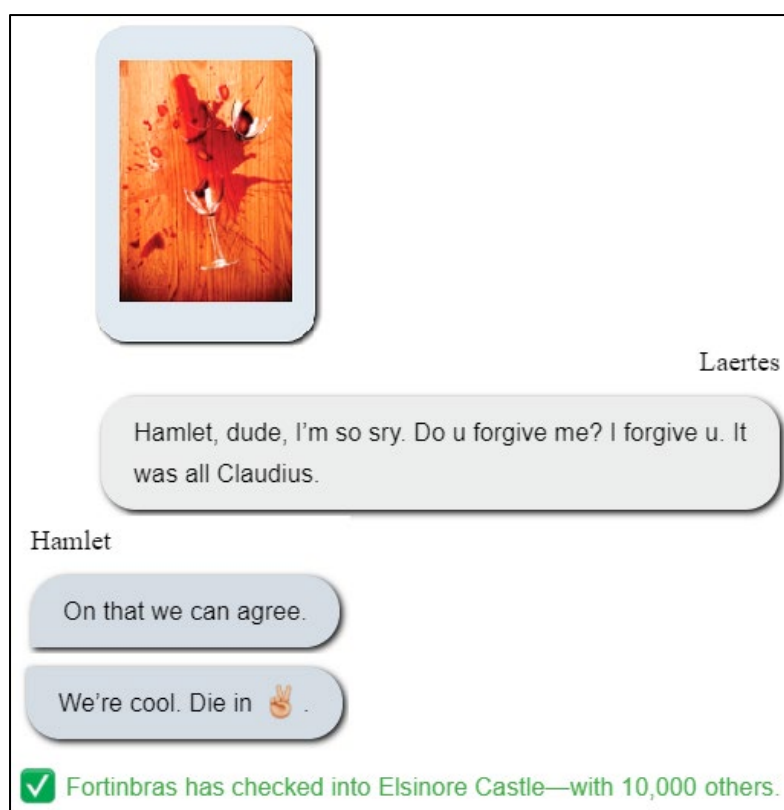 Laertes
Hamlet, dude, I’m so sry. Do u forgive me? I forgive u. It
was all Claudius.
Hamlet
On that we can agree.
We’re cool. Die in ✌🏼 .
✅ Fortinbras has checked into Elsinore Castle—with 10,000 others.